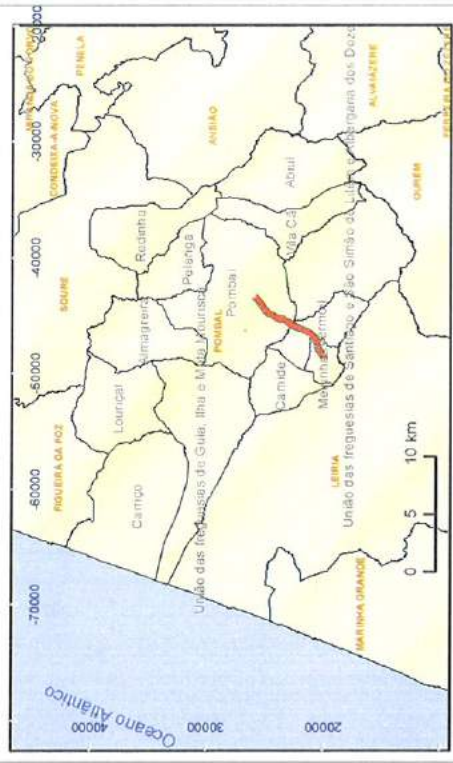 -70000
-60000
-50000
-40000
-30000
-20000
40000
30000
20000
Oceano Atlântico
FIGUEIRA DA FOZ
SOURE
CONDEIXA-A-NOVA
PENELA
ANSIÃO
ALVAIÁZERE
OURÉM
LEIRIA
MARINHA GRANDE
POMBAL
Carriço
Louriçal
Almagreira
Redinha
Pelariga
Pombal
União das freguesias de Guia, Ilha e Mata Mourisca
Carnide
Vila Cã
Abiul
União das freguesias de Santiago e São Simão de Litém e Albergaria dos Doze
0 5 10 km